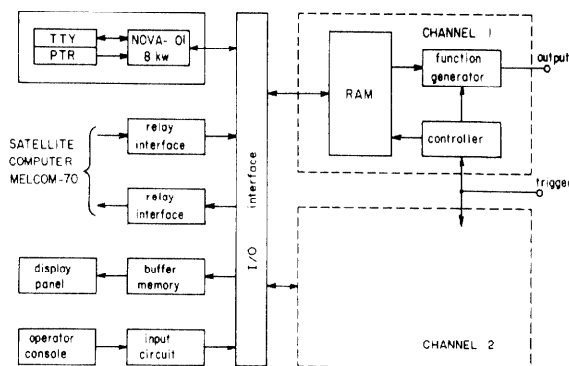 TTY
PTR
NOVA- 01
8 kw
SATELLITE
COMPUTER
MELCOM-70
relay
interface
relay
interface
display
panel
buffer
memory
operator
console
input
circuit
I/O interface
CHANNEL 1
RAM
function
generator
controller
output
trigger
CHANNEL 2